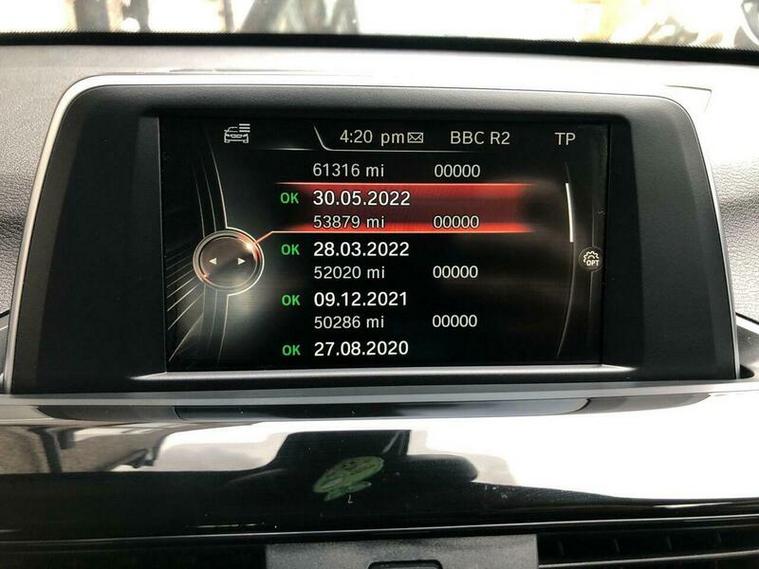 4:20 pm BBC R2 TP
61316 mi 00000
OK 30.05.2022
53879 mi 00000
OK 28.03.2022
52020 mi 00000
OPT
OK 09.12.2021
50286 mi 00000
OK 27.08.2020